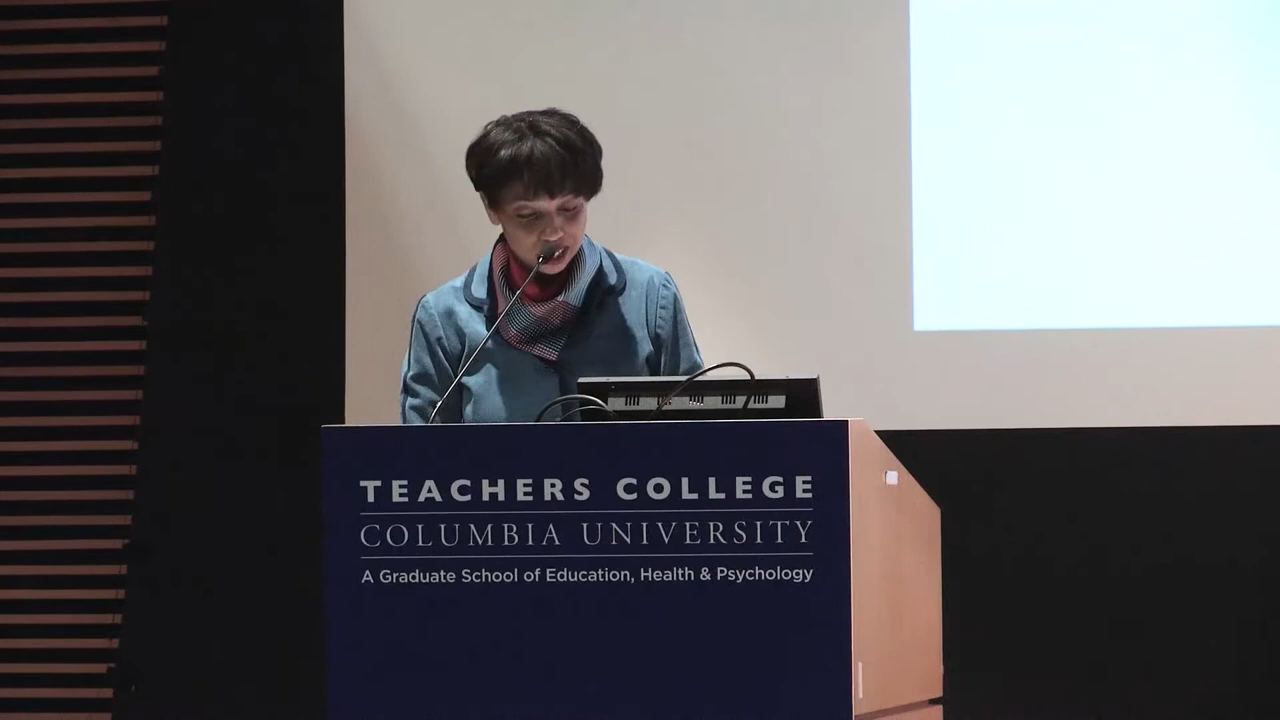 TEACHERS COLLEGE
COLUMBIA UNIVERSITY
A Graduate School of Education, Health & Psychology